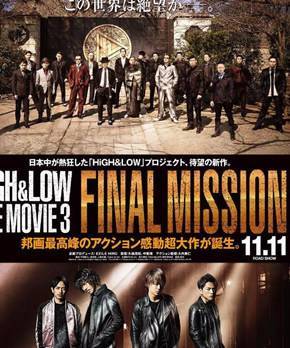 この世界は絶望か一。
日本中が熱狂した「HiGH&LOW」プロジェクト、待望の新作。
GH&LOW
E MOVIE 3
FINAL MISSION
邦画最高峰のアクション感動超大作が誕生。
11.11
ROAD SHOW